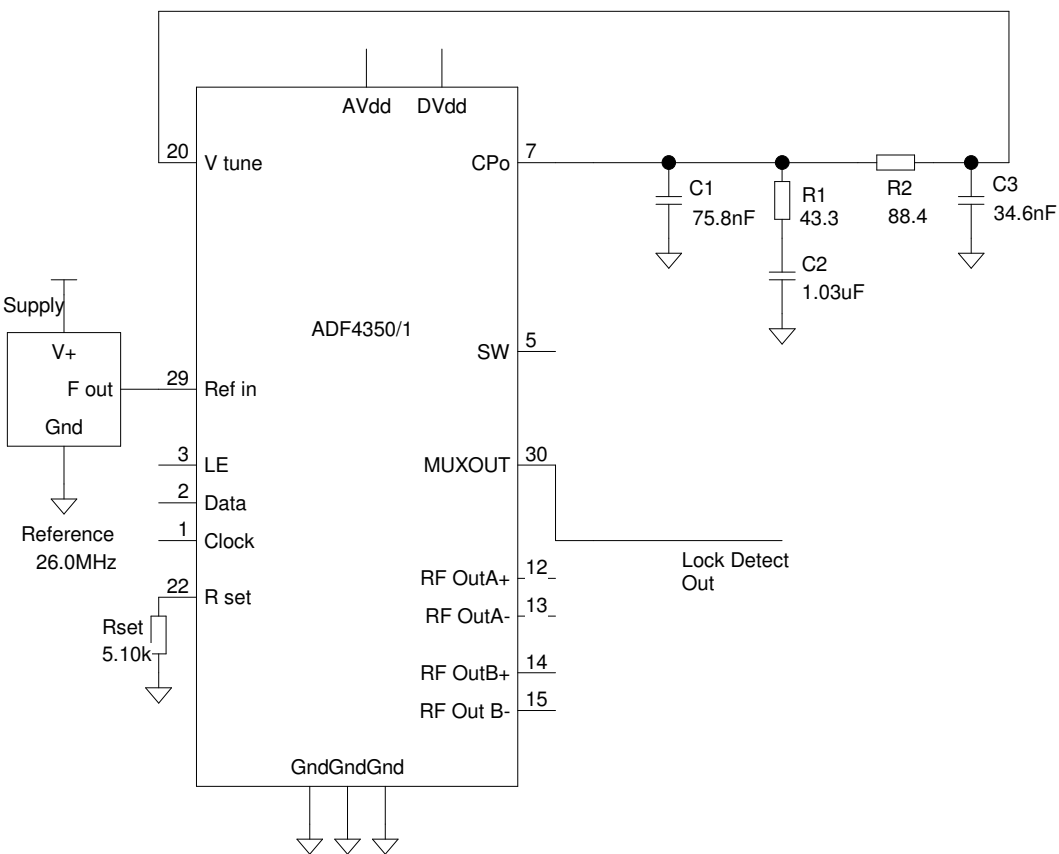 AVdd DVdd
20 V tune
CPo 7
C1
75.8nF
R1
43.3
R2
88.4
C3
34.6nF
C2
1.03uF
Supply
V+
F out
Gnd
ADF4350/1
SW 5
29 Ref in
3 LE
2 Data
1 Clock
22 R set
MUXOUT 30
Reference
26.0MHz
Lock Detect
Out
RF OutA+ 12
RF OutA- 13
Rset
5.10k
RF OutB+ 14
RF Out B- 15
GndGndGnd